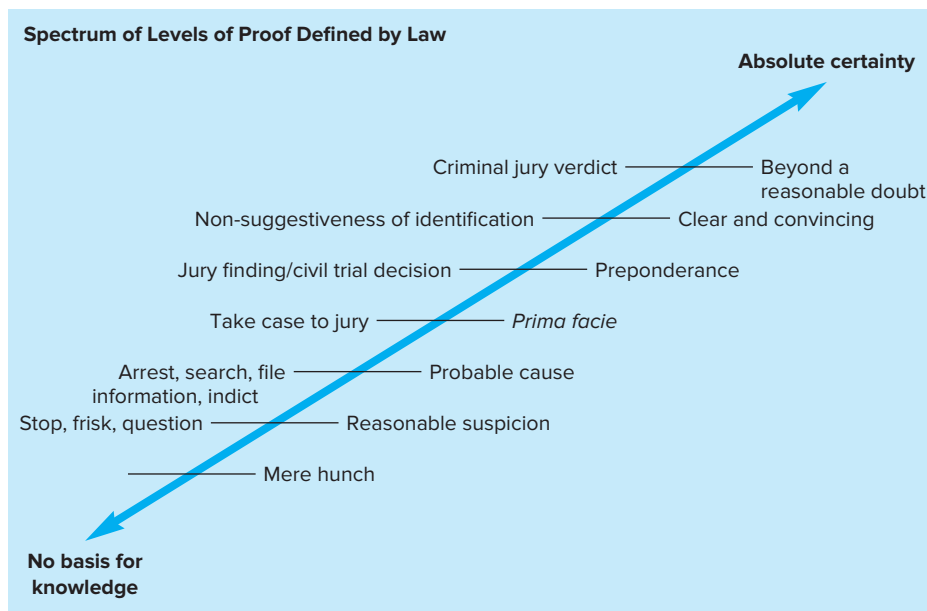 Spectrum of Levels of Proof Defined by Law
Absolute certainty
Criminal jury verdict
Beyond a
reasonable doubt
Non-suggestiveness of identification
Clear and convincing
Jury finding/civil trial decision
Preponderance
Take case to jury
Prima facie
Arrest, search, file
information, indict
Probable cause
Stop, frisk, question
Reasonable suspicion
Mere hunch
No basis for
knowledge